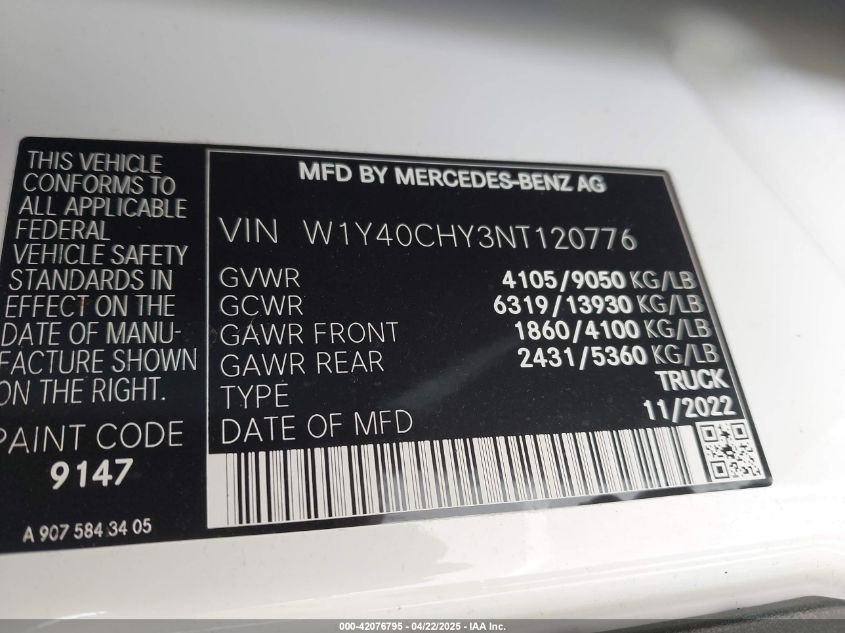 THIS VEHICLE
CONFORMS TO
ALL APPLICABLE
FEDERAL
VEHICLE SAFETY
STANDARDS IN
EFFECT ON THE
DATE OF MANU-
FACTURE SHOWN
ON THE RIGHT.
PAINT CODE
9147
A 907 584 34 05
MFD BY MERCEDES-BENZ AG
VIN W1Y40CHY3NT120776
GVWR 4105/9050 KG/LB
GCWR 6319/13930 KG/LB
GAWR FRONT 1860/4100 KG/LB
GAWR REAR 2431/5360 KG/LB
TYPE TRUCK
DATE OF MFD 11/2022
000-42076795 - 04/22/2025 - IAA Inc.